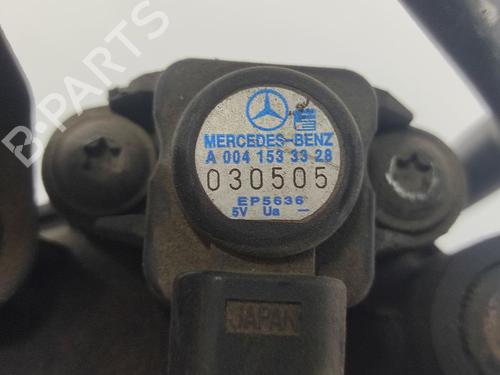 B-PARTS
MERCEDES-BENZ
A 004 153 33 28
030505
EP5636
5V Ua –
JAPAN